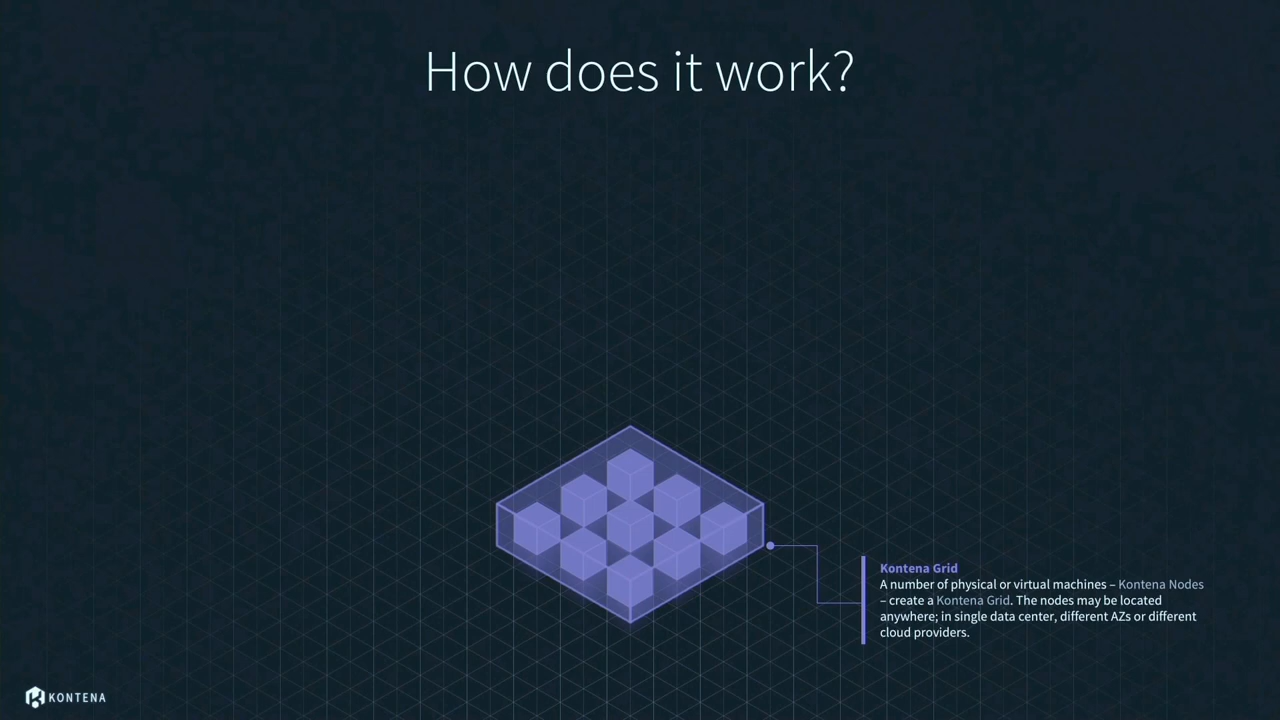 How does it work?
Kontena Grid
A number of physical or virtual machines – Kontena Nodes
– create a Kontena Grid. The nodes may be located
anywhere; in single data center, different AZs or different
cloud providers.
KONTENA